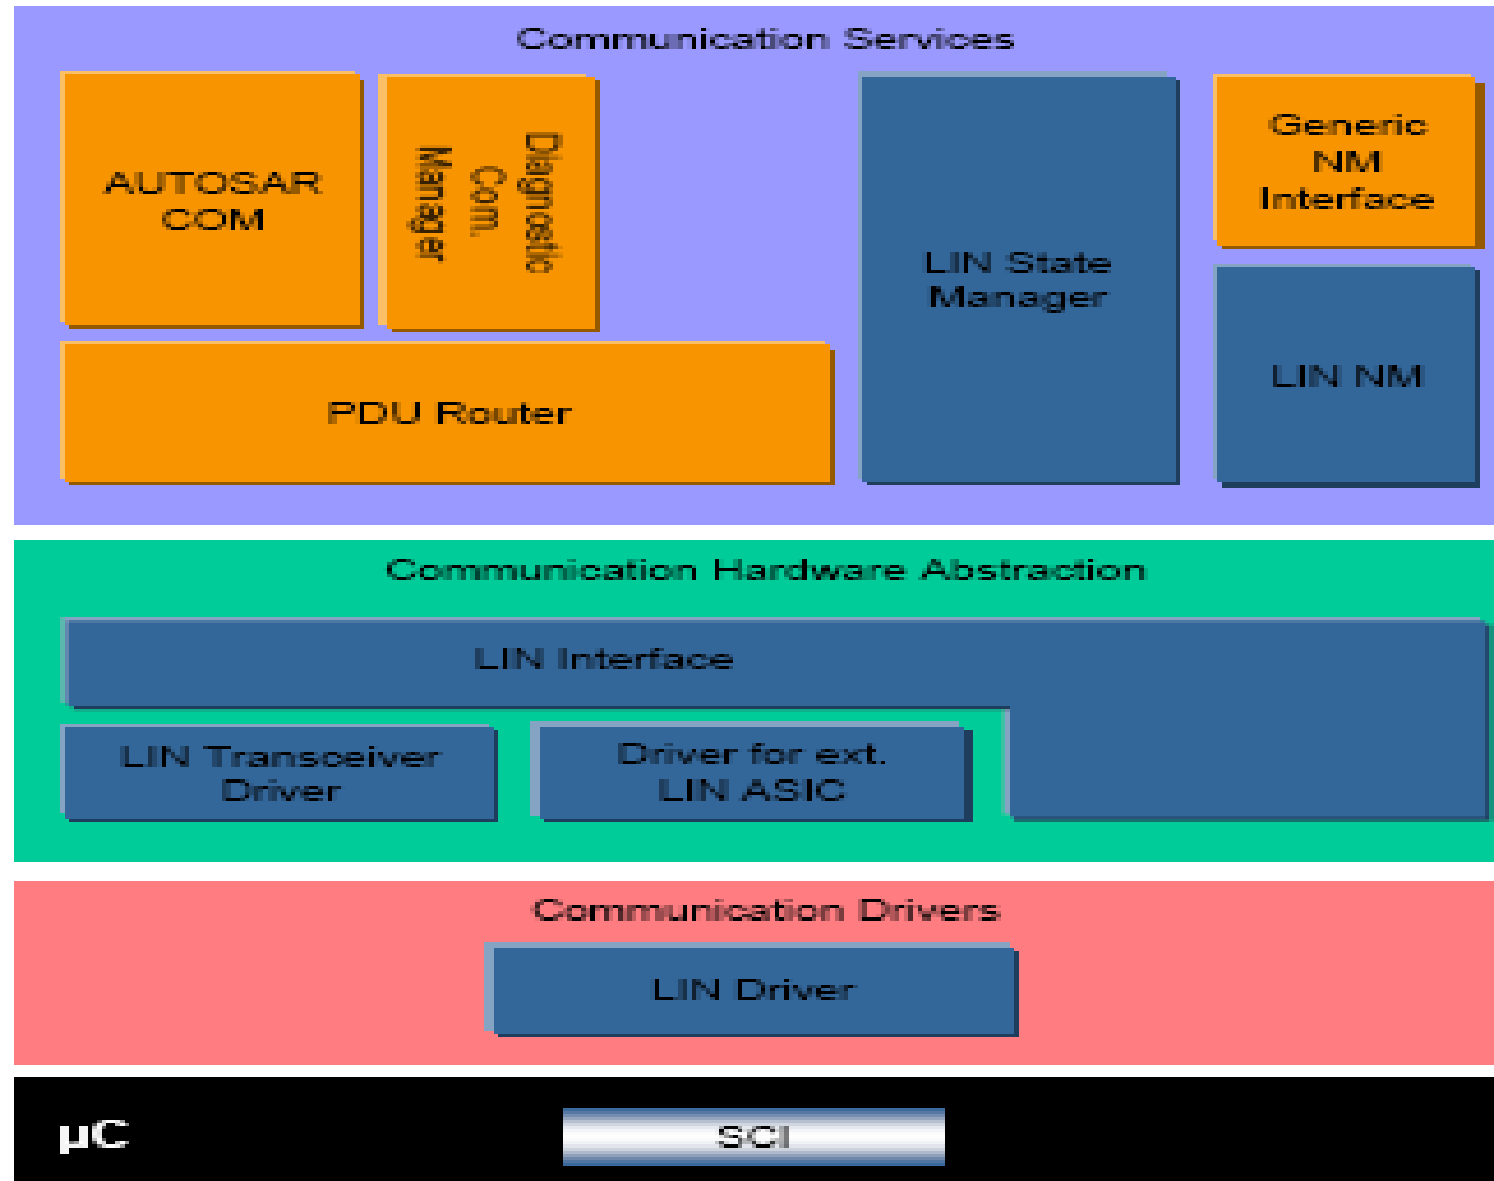 Communication Services
AUTOSAR
COM
Diagnostic
Com.
Manager
LIN State
Manager
Generic
NM
Interface
LIN NM
PDU Router
Communication Hardware Abstraction
LIN Interface
LIN Transceiver
Driver
Driver for ext.
LIN ASIC
Communication Drivers
LIN Driver
µC
SCI